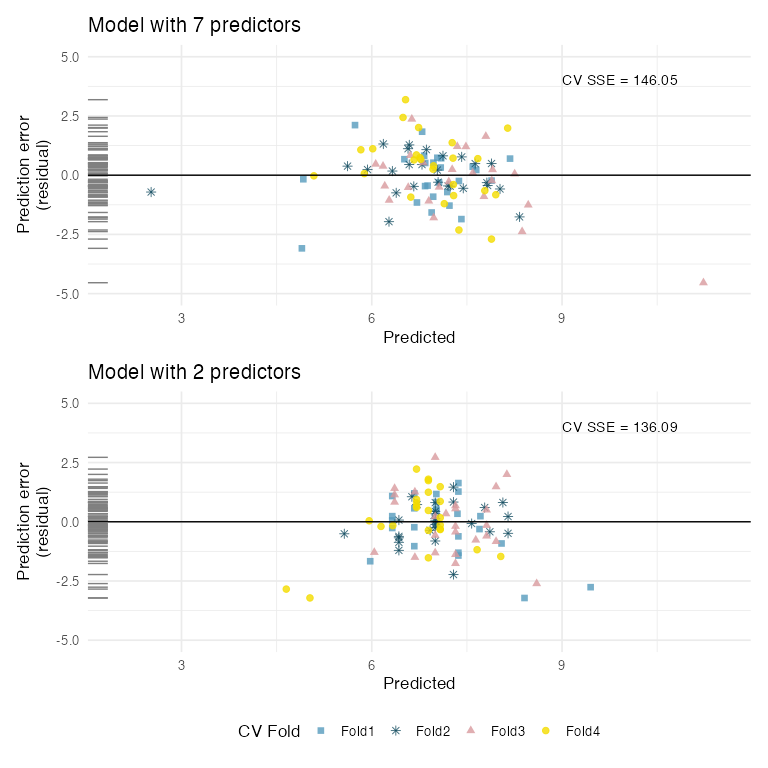 Model with 7 predictors
5.0
CV SSE = 146.05
2.5
0.0
-2.5
-5.0
Prediction error
(residual)
3 6 9
Predicted
Model with 2 predictors
5.0
CV SSE = 136.09
2.5
0.0
-2.5
-5.0
Prediction error
(residual)
3 6 9
Predicted
CV Fold Fold1 Fold2 Fold3 Fold4